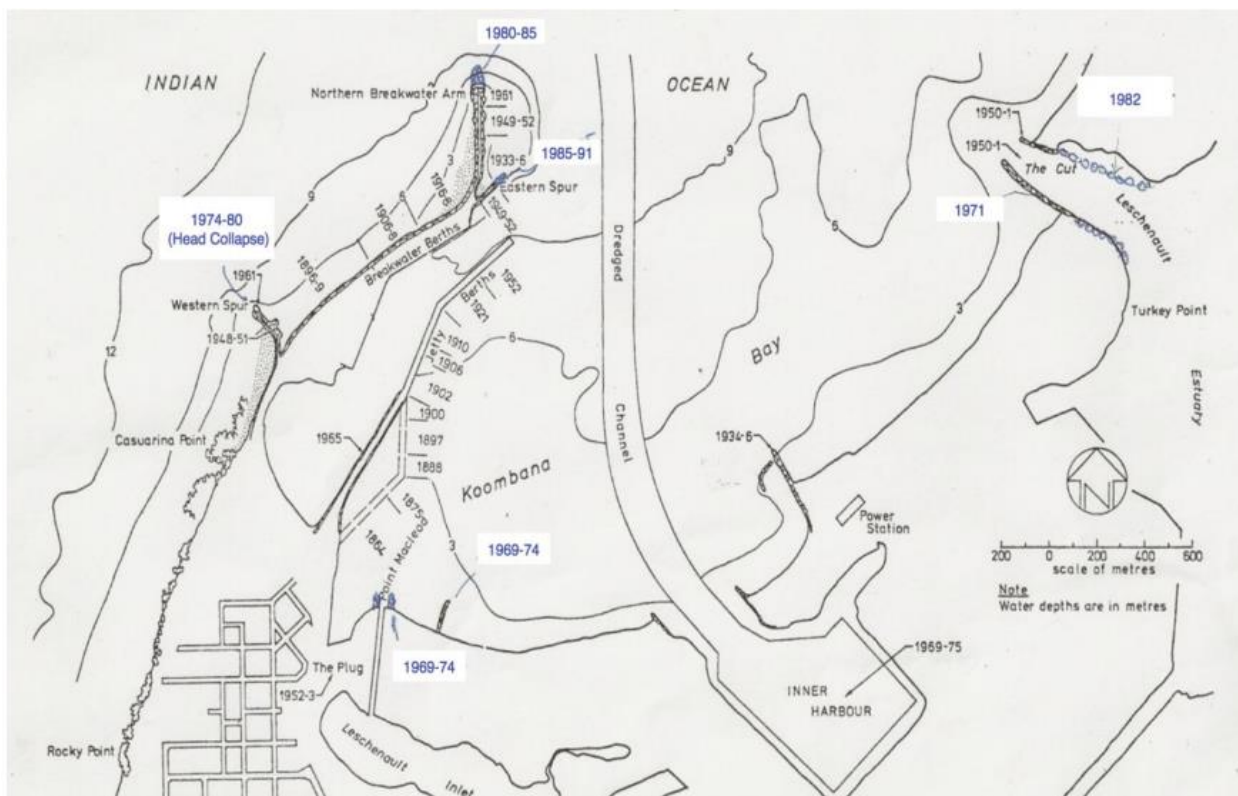 1980-85
INDIAN
OCEAN
Northern Breakwater Arm
1961
1949-52
1933-6
1985-91
Eastern Spur
1949-52
1916-8
1906-8
1896-9
Breakwater Berths
1974-80
(Head Collapse)
1961
Western Spur
1948-51
9
12
3
9
5
3
6
3
1982
1950-1
1950-1
The Cut
1971
Leschenault
Estuary
Turkey Point
Dredged
Channel
Jetty
Berths
1952
1921
1910
1906
1902
1900
1897
1888
1875
1864
1965
Casuarina Point
Koombana
Bay
1934-6
Power
Station
N
200 0 200 400 600
scale of metres
Note
Water depths are in metres
Point Macleod
1969-74
1969-74
The Plug
1952-3
1969-75
INNER
HARBOUR
Rocky Point
Leschenault
Inlet